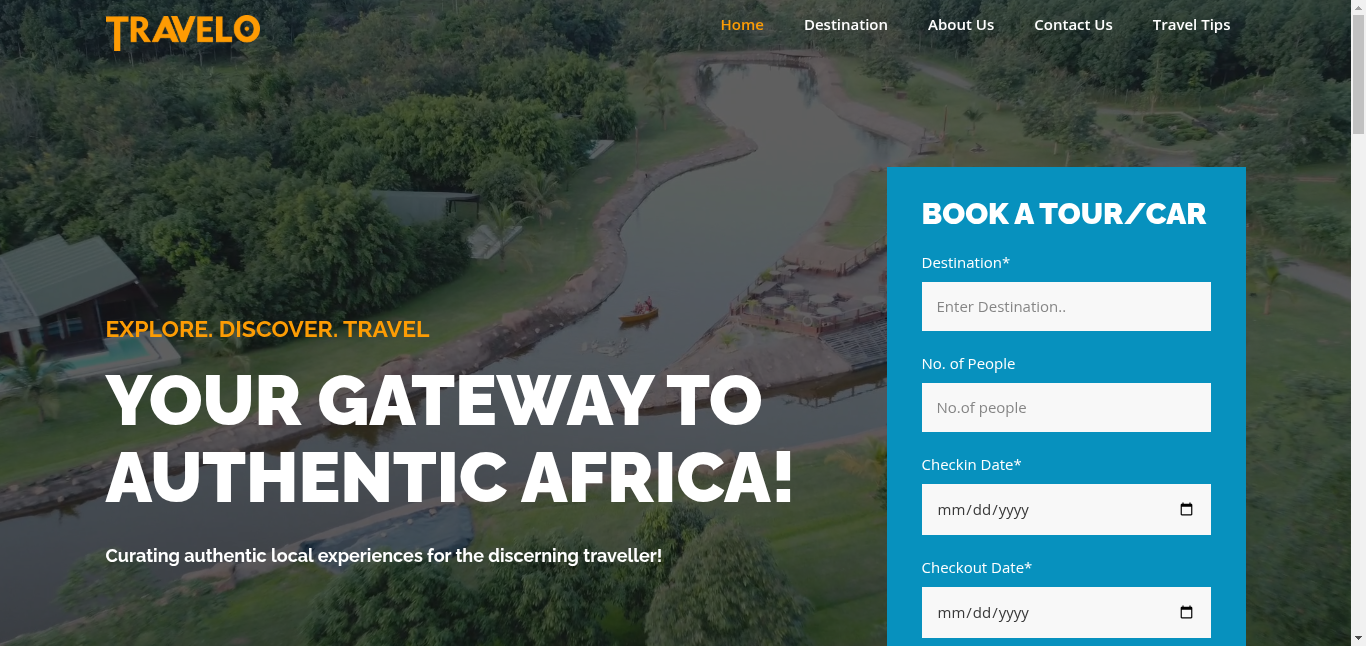 TRAVELO
Home Destination About Us Contact Us Travel Tips
EXPLORE. DISCOVER. TRAVEL
YOUR GATEWAY TO
AUTHENTIC AFRICA!
Curating authentic local experiences for the discerning traveller!
BOOK A TOUR/CAR
Destination*
Enter Destination..
No. of People
No.of people
Checkin Date*
mm/dd/yyyy
Checkout Date*
mm/dd/yyyy